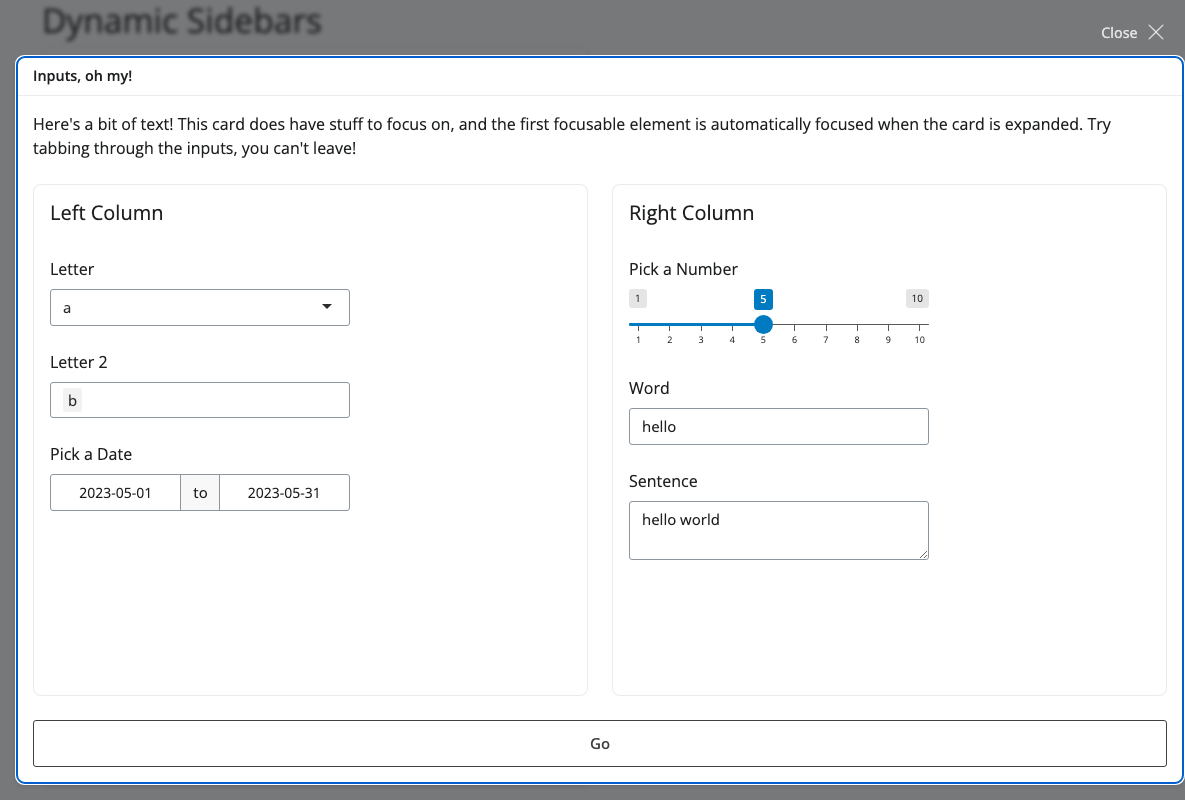 Dynamic Sidebars
Close
Inputs, oh my!
Here's a bit of text! This card does have stuff to focus on, and the first focusable element is automatically focused when the card is expanded. Try
tabbing through the inputs, you can't leave!
Left Column
Letter
a
Letter 2
b
Pick a Date
2023-05-01 to 2023-05-31
Right Column
Pick a Number
1 5 10
1 2 3 4 5 6 7 8 9 10
Word
hello
Sentence
hello world
Go